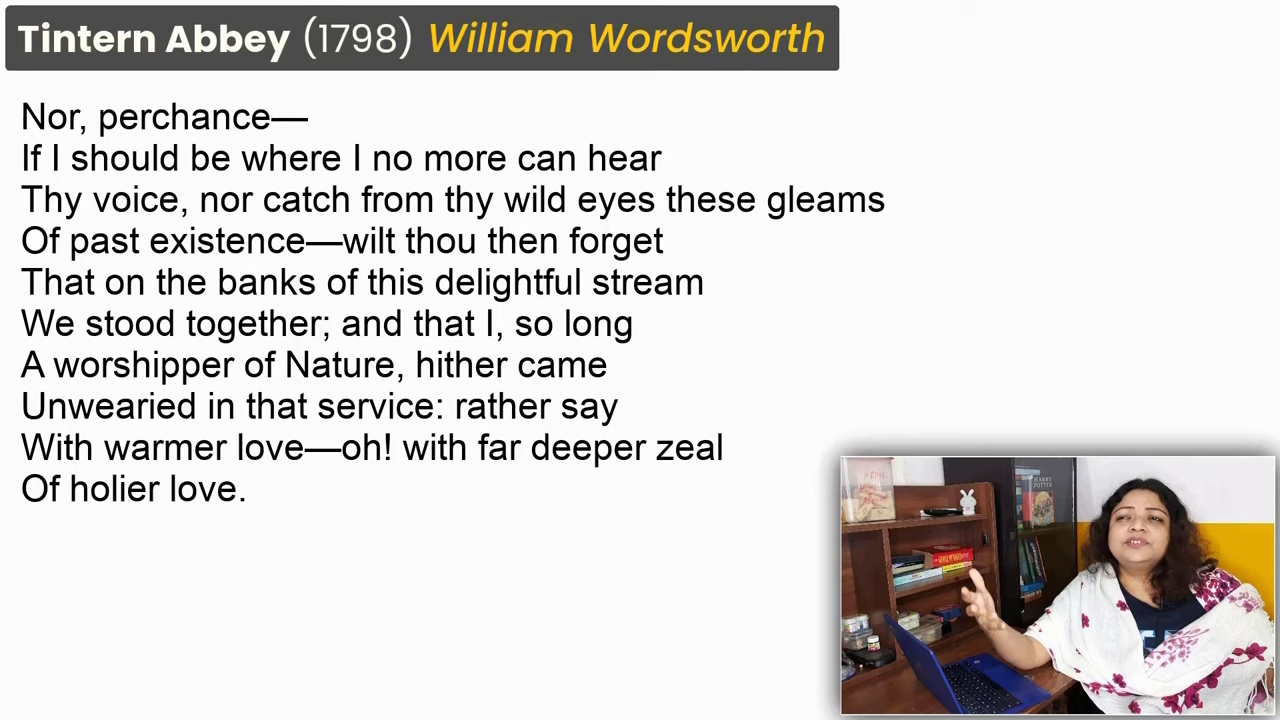 Tintern Abbey (1798) William Wordsworth
Nor, perchance—
If I should be where I no more can hear
Thy voice, nor catch from thy wild eyes these gleams
Of past existence—wilt thou then forget
That on the banks of this delightful stream
We stood together; and that I, so long
A worshipper of Nature, hither came
Unwearied in that service: rather say
With warmer love—oh! with far deeper zeal
Of holier love.
HARRY
POTTER